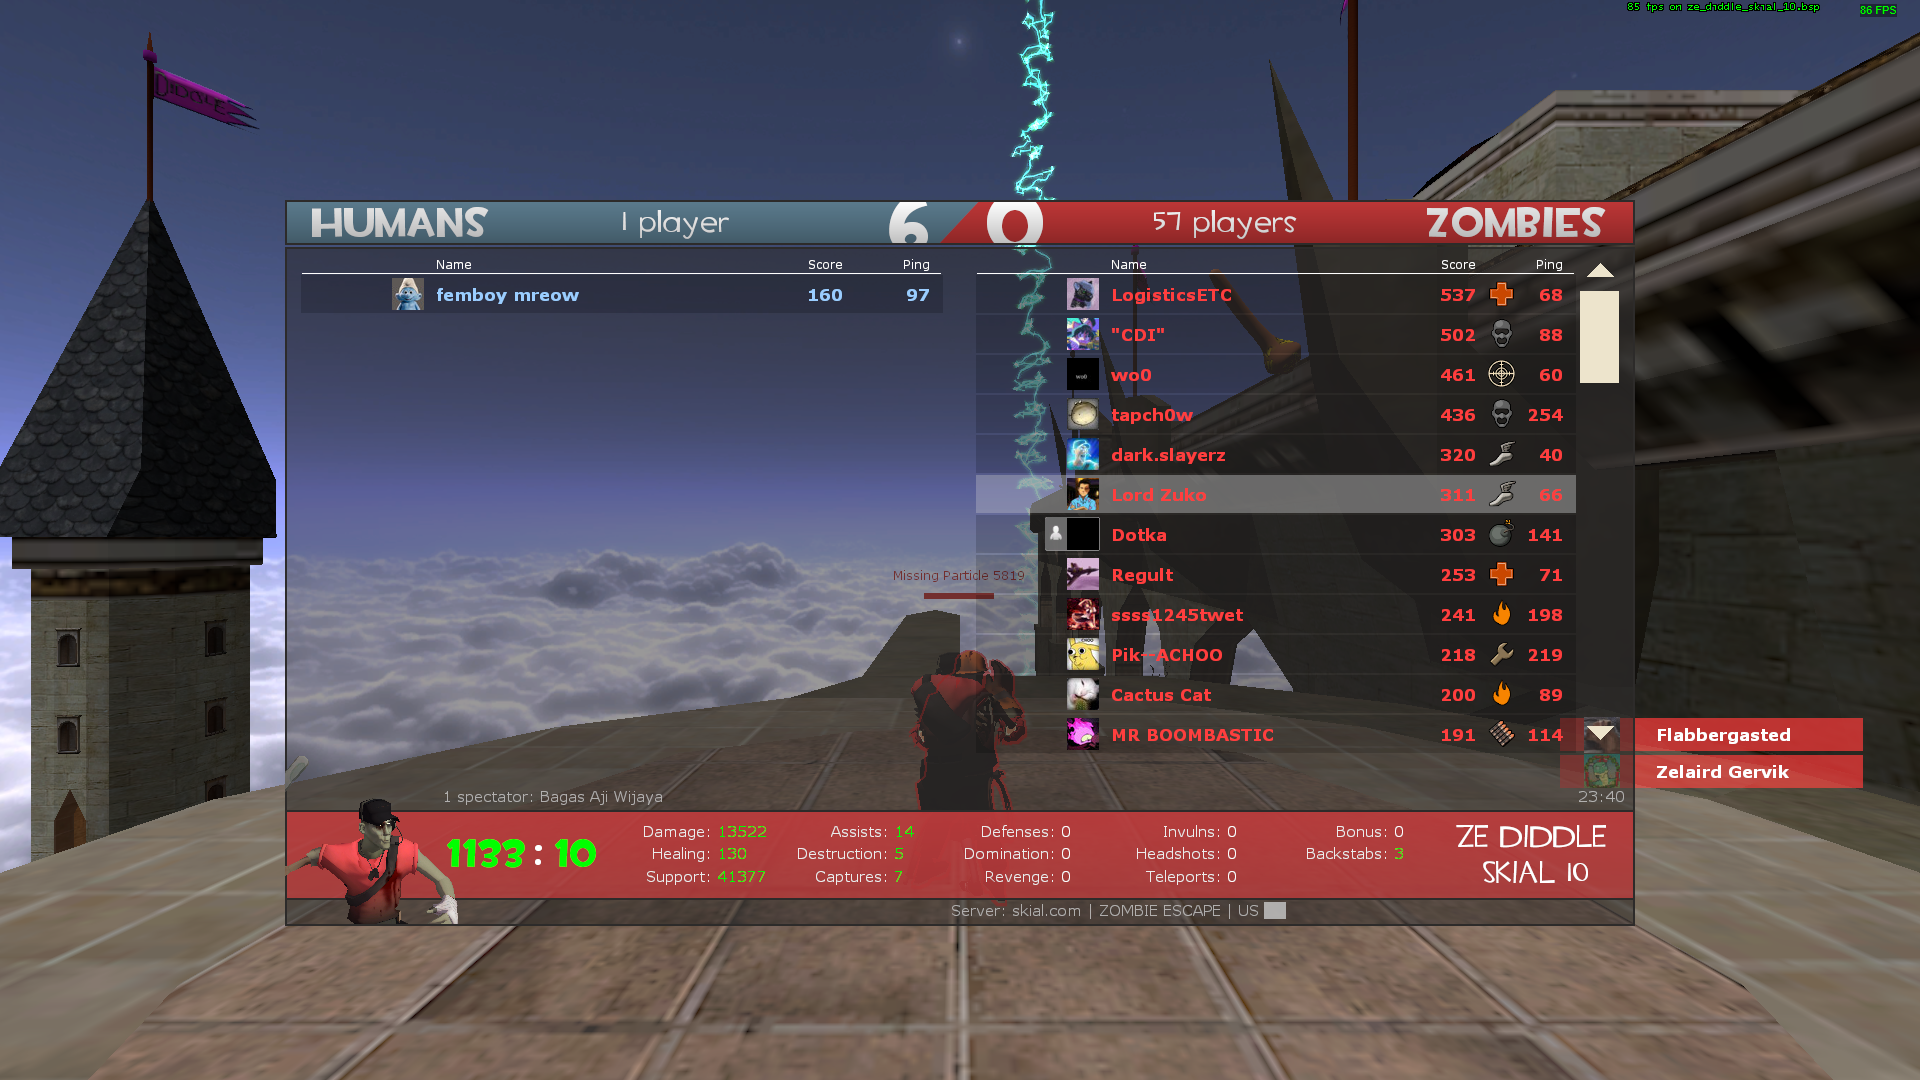 85 fps on ze_diddle_skial_10.bsp
86 FPS
DIDDLE
HUMANS 1 player 6 0 57 players ZOMBIES
Name Score Ping Name Score Ping
femboy mreow 160 97
LogisticsETC 537 68
"CDI" 502 88
wo0 461 60
tapch0w 436 254
dark.slayerz 320 40
Lord Zuko 311 66
Dotka 303 141
Missing Particle 5819
Regult 253 71
ssss1245twet 241 198
Pik--ACHOO 218 219
Cactus Cat 200 89
MR BOOMBASTIC 191 114
Flabbergasted
Zelaird Gervik
1 spectator: Bagas Aji Wijaya
23:40
1133 : 10
Damage: 13522 Assists: 14 Defenses: 0 Invulns: 0 Bonus: 0
Healing: 130 Destruction: 5 Domination: 0 Headshots: 0 Backstabs: 3
Support: 41377 Captures: 7 Revenge: 0 Teleports: 0
ZE DIDDLE
SKIAL 10
Server: skial.com | ZOMBIE ESCAPE | US